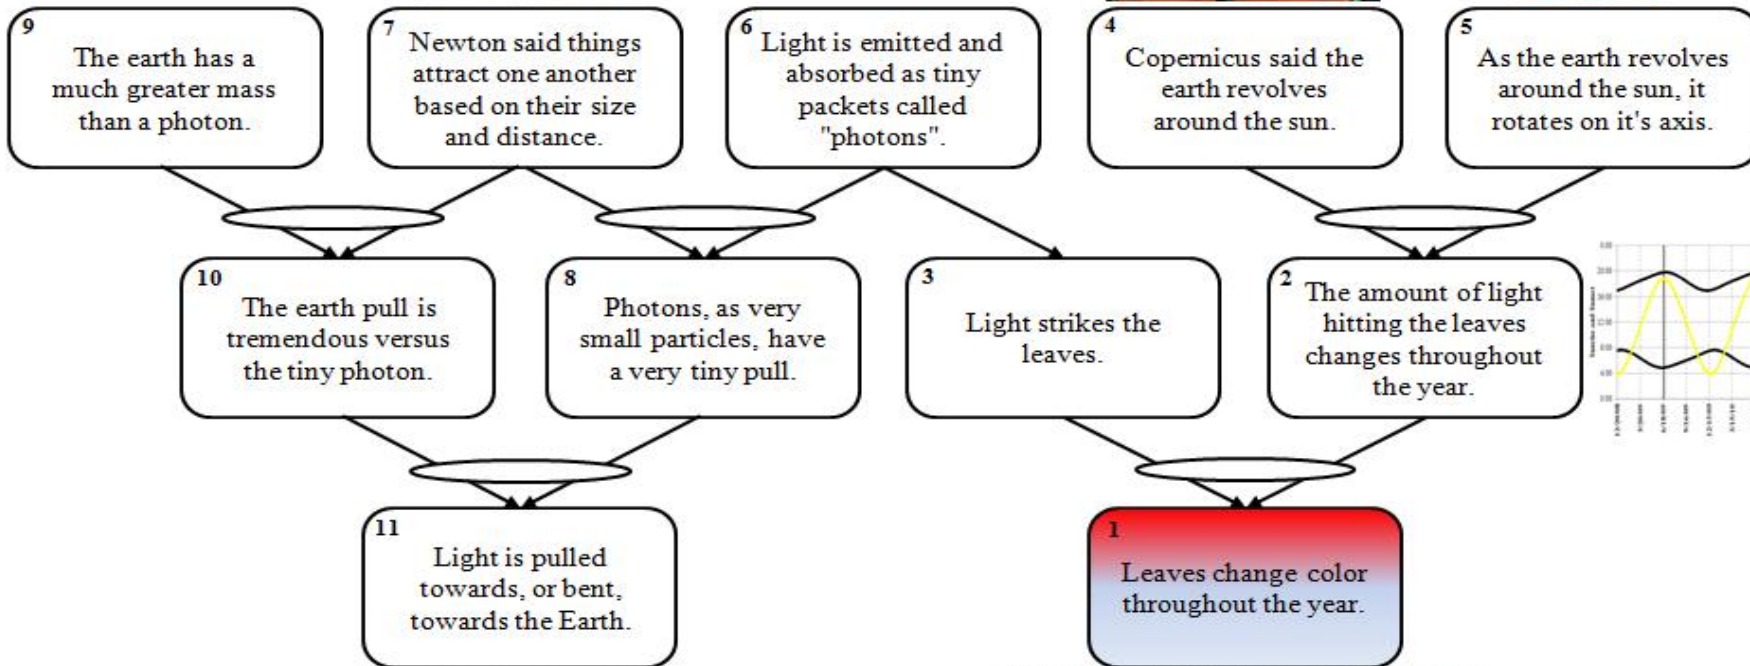 9
The earth has a
much greater mass
than a photon.
7
Newton said things
attract one another
based on their size
and distance.
6
Light is emitted and
absorbed as tiny
packets called
"photons".
4
Copernicus said the
earth revolves
around the sun.
5
As the earth revolves
around the sun, it
rotates on it's axis.
10
The earth pull is
tremendous versus
the tiny photon.
8
Photons, as very
small particles, have
a very tiny pull.
3
Light strikes the
leaves.
2
The amount of light
hitting the leaves
changes throughout
the year.
11
Light is pulled
towards, or bent,
towards the Earth.
1
Leaves change color
throughout the year.